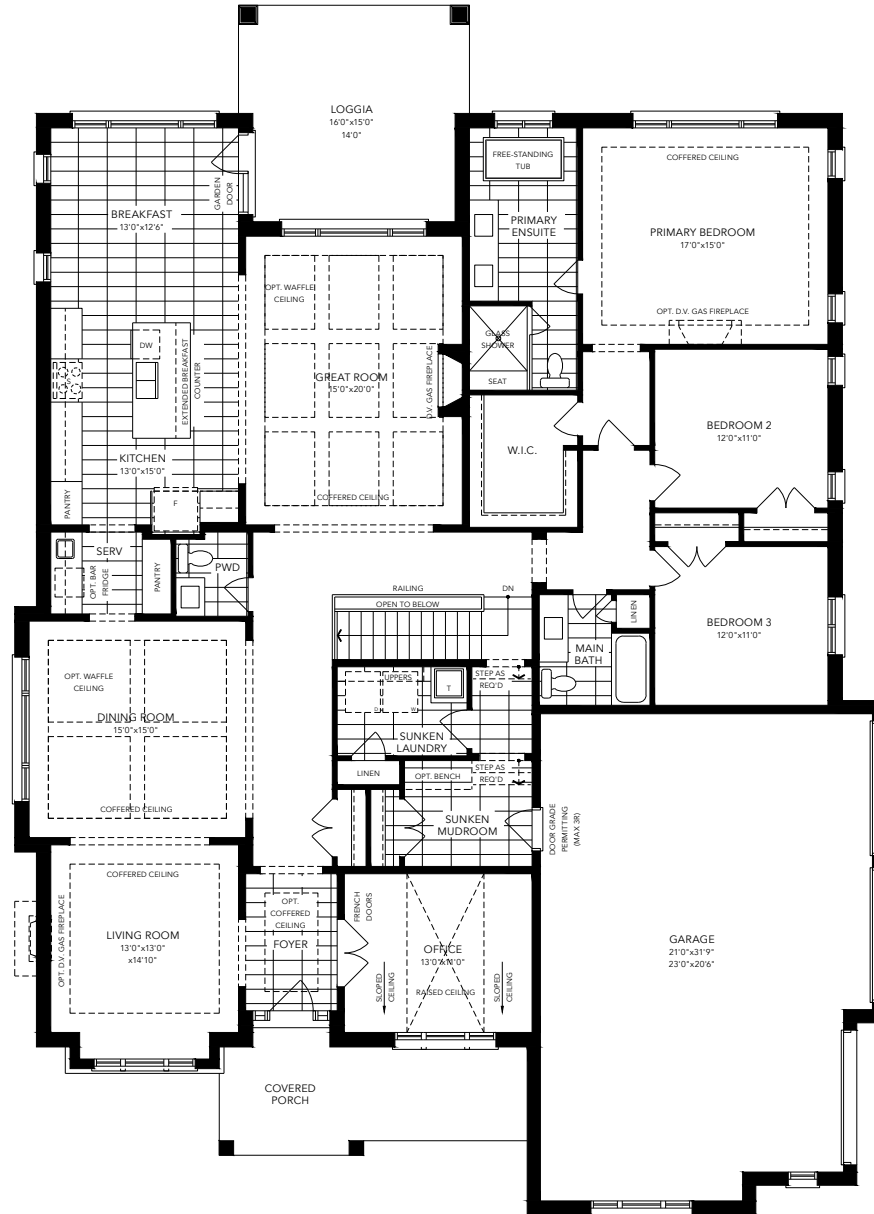 LOGGIA
16'0"x15'0"
14'0"
BREAKFAST
13'0"x12'6"
GARDEN
DOOR
FREE-STANDING
TUB
PRIMARY
ENSUITE
COFFERED CEILING
PRIMARY BEDROOM
17'0"x15'0"
OPT. D.V. GAS FIREPLACE
OPT. WAFFLE
CEILING
GREAT ROOM
15'0"x20'0"
D.V. GAS FIREPLACE
COFFERED CEILING
GLASS
SHOWER
SEAT
DW
EXTENDED BREAKFAST
COUNTER
KITCHEN
13'0"x15'0"
PANTRY
F
W.I.C.
BEDROOM 2
12'0"x11'0"
SERV
OPT. BAR
FRIDGE
PANTRY
PWD
RAILING
OPEN TO BELOW
DN
LINEN
MAIN
BATH
BEDROOM 3
12'0"x11'0"
OPT. WAFFLE
CEILING
DINING ROOM
15'0"x15'0"
COFFERED CEILING
UPPERS
D
W
T
SUNKEN
LAUNDRY
STEP AS
REQ'D
LINEN
OPT. BENCH
STEP AS
REQ'D
SUNKEN
MUDROOM
DOOR GRADE
PERMITTING
(MAX 3R)
COFFERED CEILING
LIVING ROOM
13'0"x13'0"
x14'10"
OPT. D.V. GAS FIREPLACE
OPT.
COFFERED
CEILING
FOYER
FRENCH
DOORS
OFFICE
13'0"x11'0"
RAISED CEILING
SLOPED
CEILING
SLOPED
CEILING
GARAGE
21'0"x31'9"
23'0"x20'6"
COVERED
PORCH